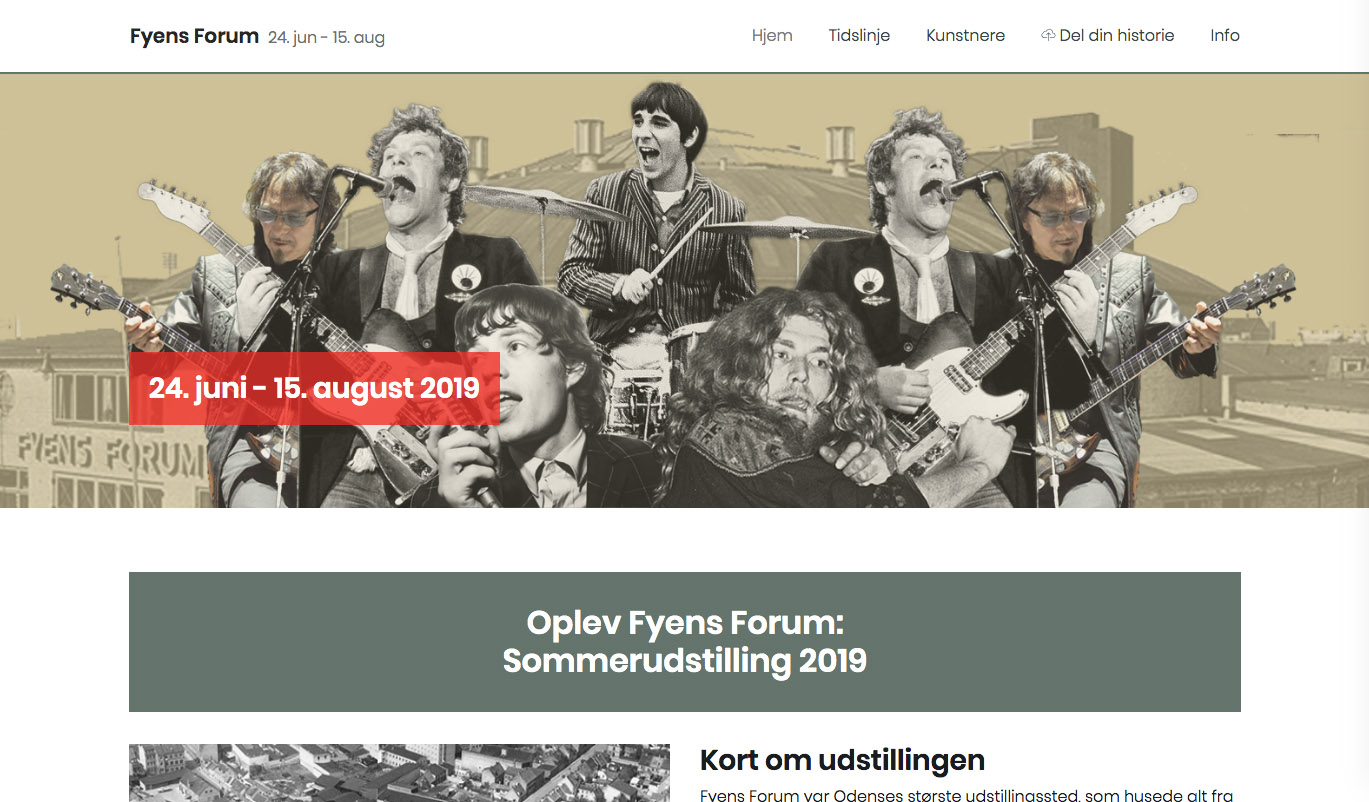 Fyens Forum 24. jun - 15. aug
Hjem Tidslinje Kunstnere Del din historie Info
24. juni - 15. august 2019
FYENS FORUM
Oplev Fyens Forum:
Sommerudstilling 2019
Kort om udstillingen
Fyens Forum var Odenses største udstillingssted, som husede alt fra